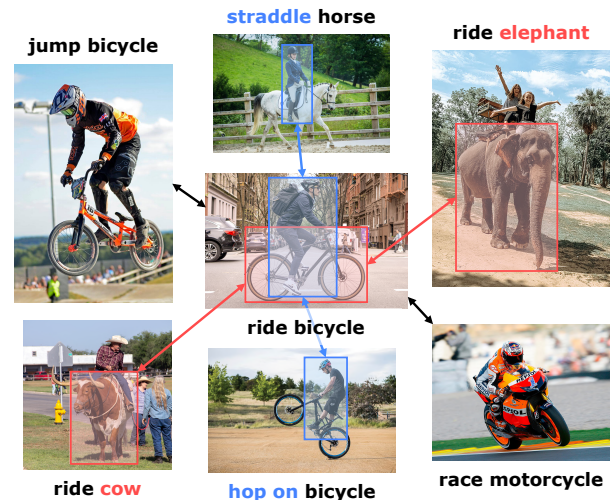 straddle horse
jump bicycle
ride elephant
ride bicycle
ride cow
hop on bicycle
race motorcycle